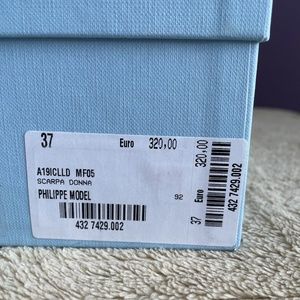 37 Euro 320,00
A19ICLLD MF05
SCARPA DONNA
PHILIPPE MODEL 92
432 7429.002
37 Euro 320,00
432 7429.002